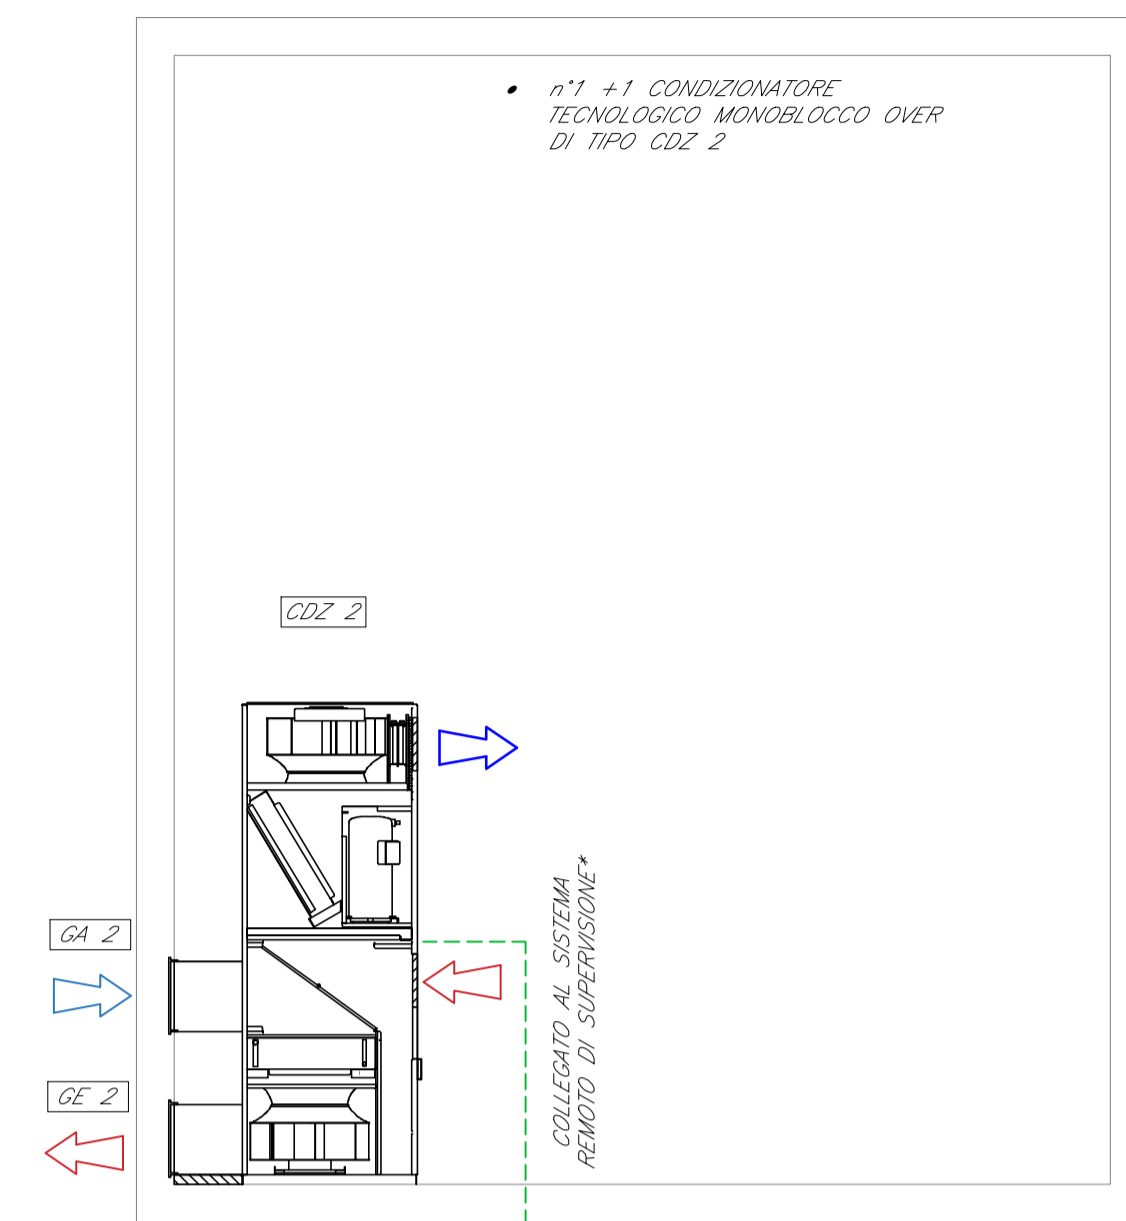 n°1 +1 CONDIZIONATORE
TECNOLOGICO MONOBLOCCO OVER
DI TIPO CDZ 2
CDZ 2
GA 2
GE 2
COLLEGATO AL SISTEMA
REMOTO DI SUPERVISIONE*